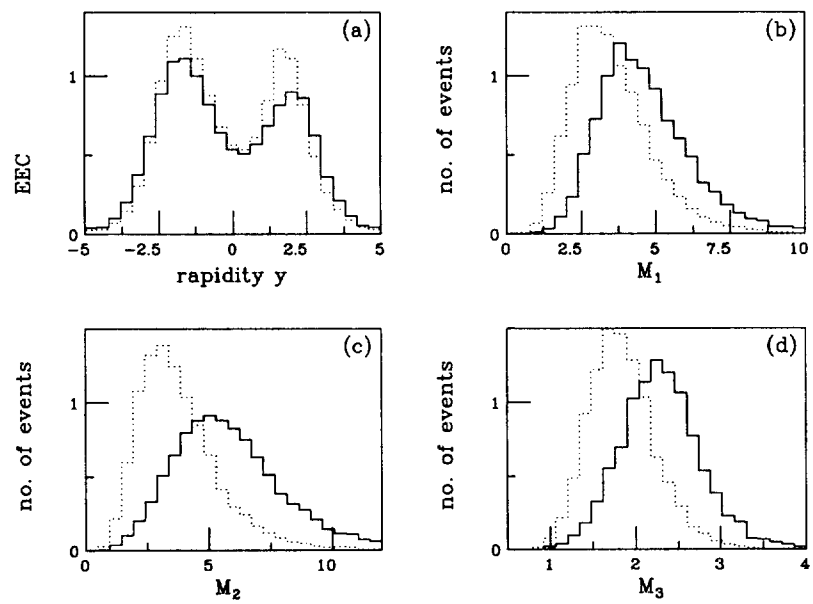 (a)
EEC
1
0
-5 -2.5 0 2.5 5
rapidity y
(b)
no. of events
1
0
0 2.5 5 7.5 10
M1
(c)
no. of events
1
0
0 5 10
M2
(d)
no. of events
1
0
1 2 3 4
M3